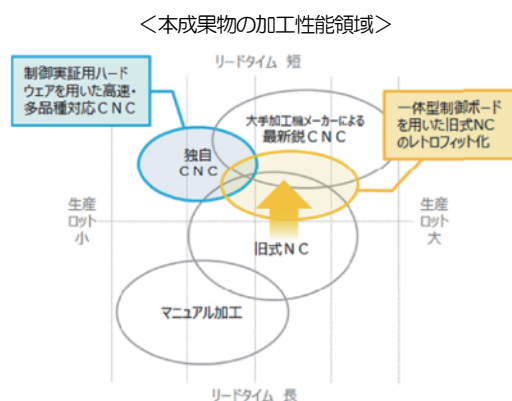 ＜本成果物の加工性能領域＞
リードタイム 短
制御実証用ハード
ウェアを用いた高速・
多品種対応ＣＮＣ
大手加工機メーカーによる
最新鋭ＣＮＣ
一体型制御ボード
を用いた旧式NC
のレトロフィット化
独自
ＣＮＣ
生産
ロット
小
生産
ロット
大
旧式ＮＣ
マニュアル加工
リードタイム 長